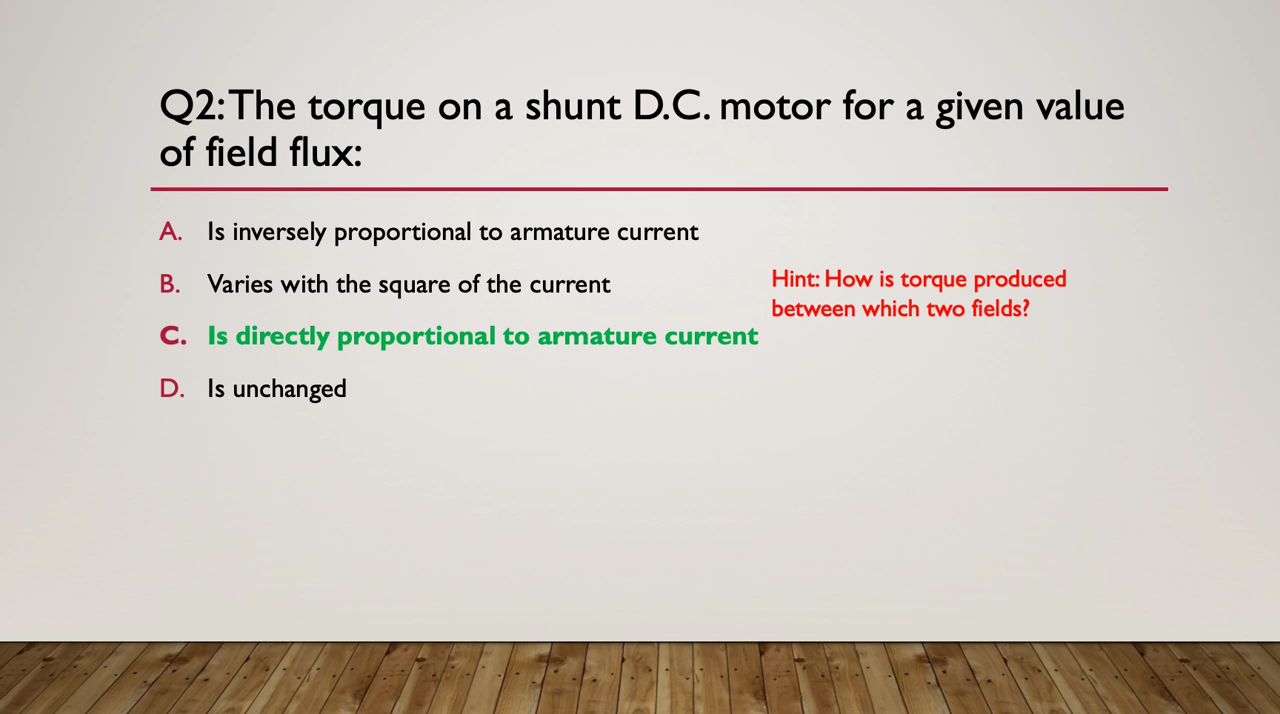 Q2: The torque on a shunt D.C. motor for a given value
of field flux:
A. Is inversely proportional to armature current
B. Varies with the square of the current
Hint: How is torque produced
between which two fields?
C. Is directly proportional to armature current
D. Is unchanged